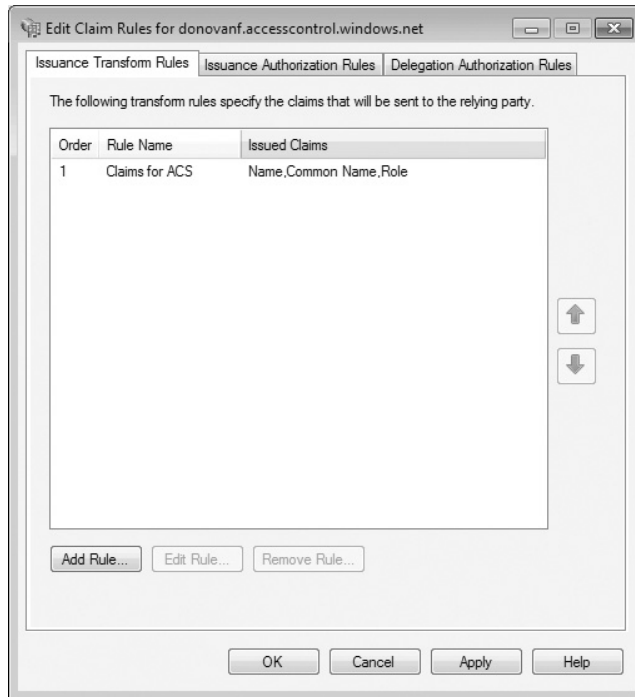 Edit Claim Rules for donovanf.accesscontrol.windows.net
Issuance Transform Rules Issuance Authorization Rules Delegation Authorization Rules
The following transform rules specify the claims that will be sent to the relying party.
Order Rule Name Issued Claims
1 Claims for ACS Name,Common Name,Role
Add Rule... Edit Rule... Remove Rule...
OK Cancel Apply Help